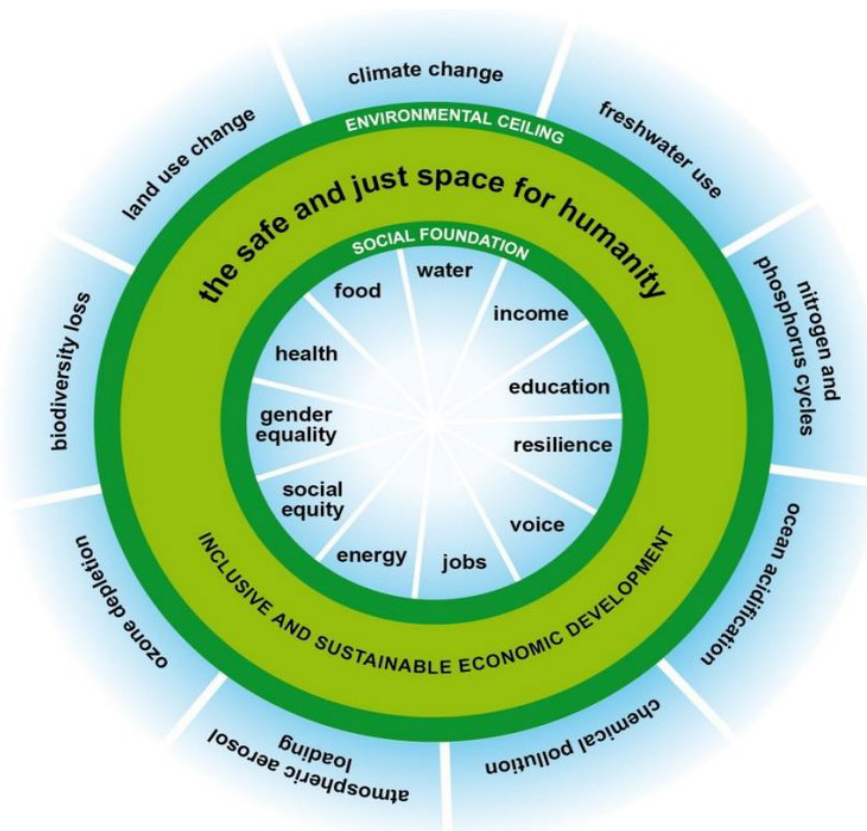 climate change
freshwater use
nitrogen and
phosphorus cycles
ocean acidification
chemical pollution
atmospheric aerosol
loading
ozone depletion
biodiversity loss
land use change
ENVIRONMENTAL CEILING
the safe and just space for humanity
SOCIAL FOUNDATION
water
income
education
resilience
voice
jobs
energy
social
equity
gender
equality
health
food
INCLUSIVE AND SUSTAINABLE ECONOMIC DEVELOPMENT